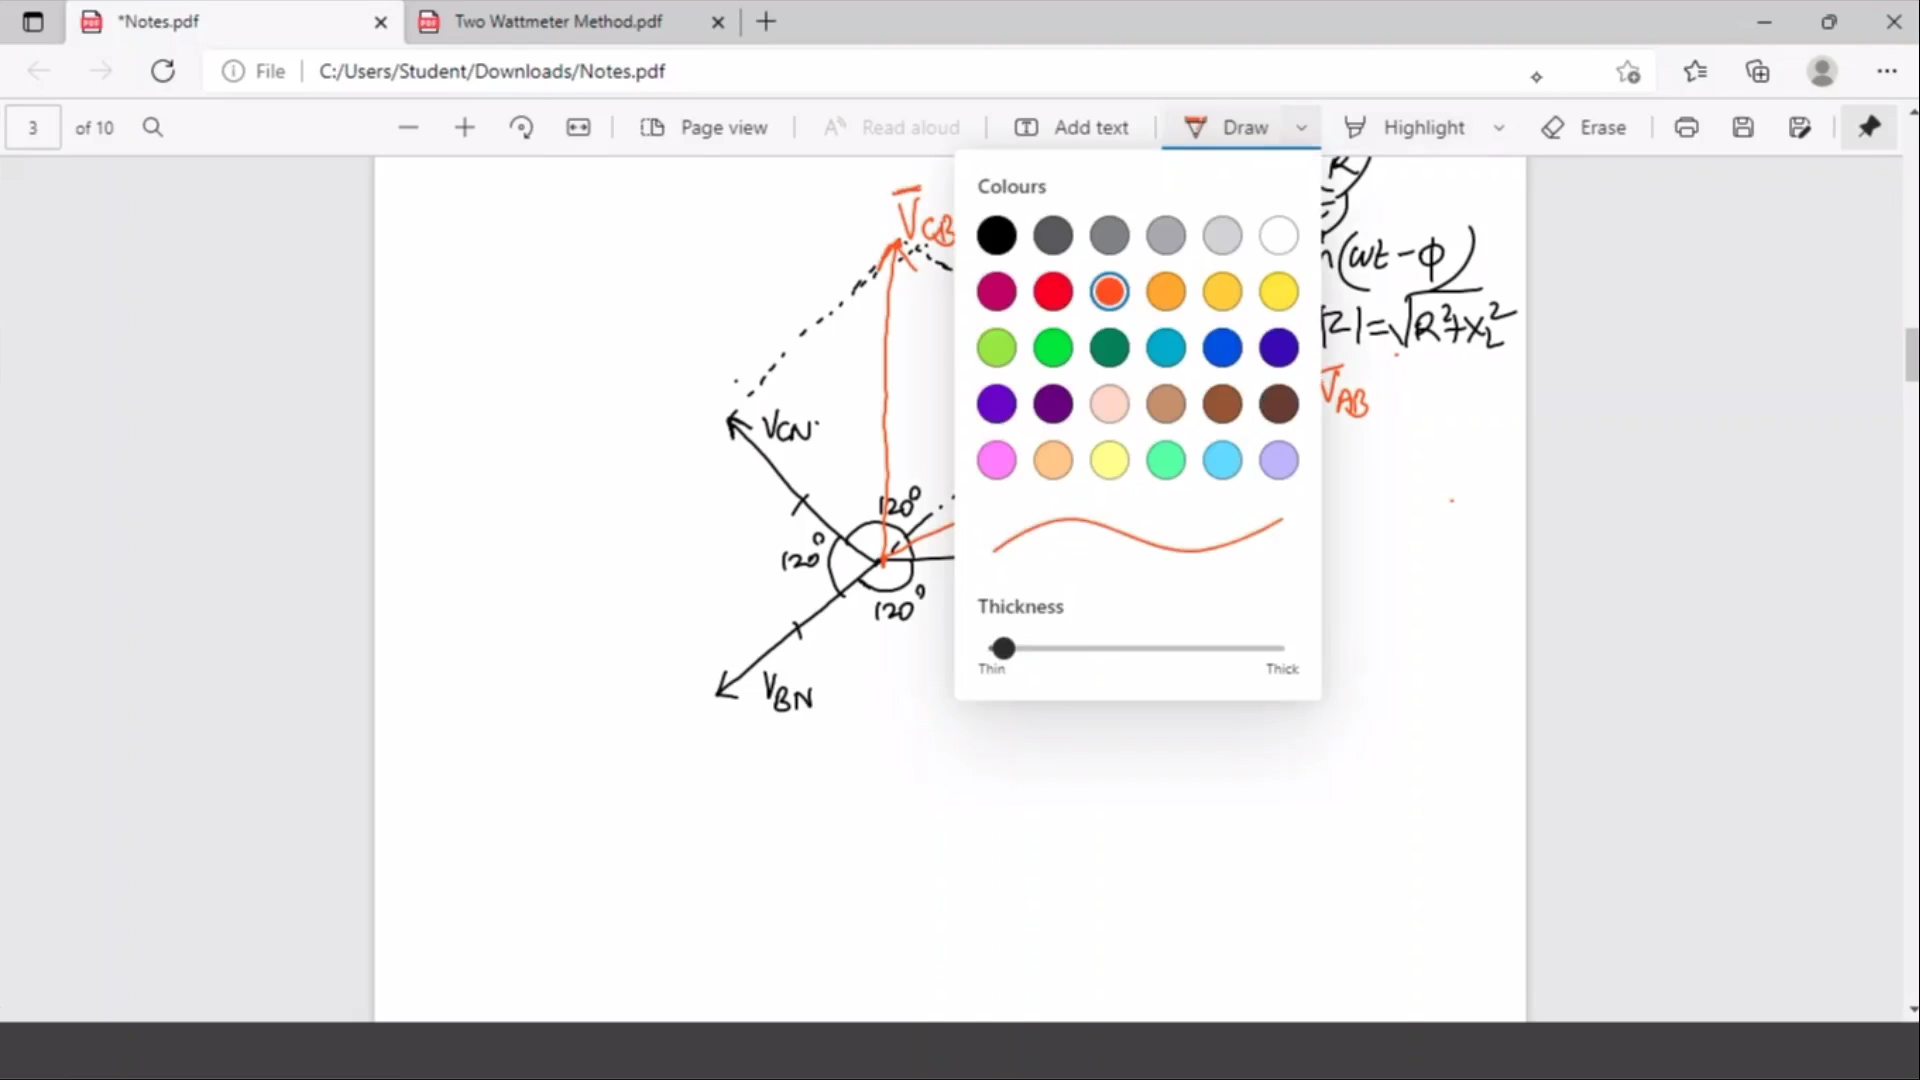 *Notes.pdf
Two Wattmeter Method.pdf
File
C:/Users/Student/Downloads/Notes.pdf
3 of 10
Page view
Read aloud
Add text
Draw
Highlight
Erase
Colours
Thickness
Thin
Thick
V̅CB
(ωt-ϕ)
|Z|=√R²+X_L²
V̅AB
VCN
120°
120°
120°
VBN